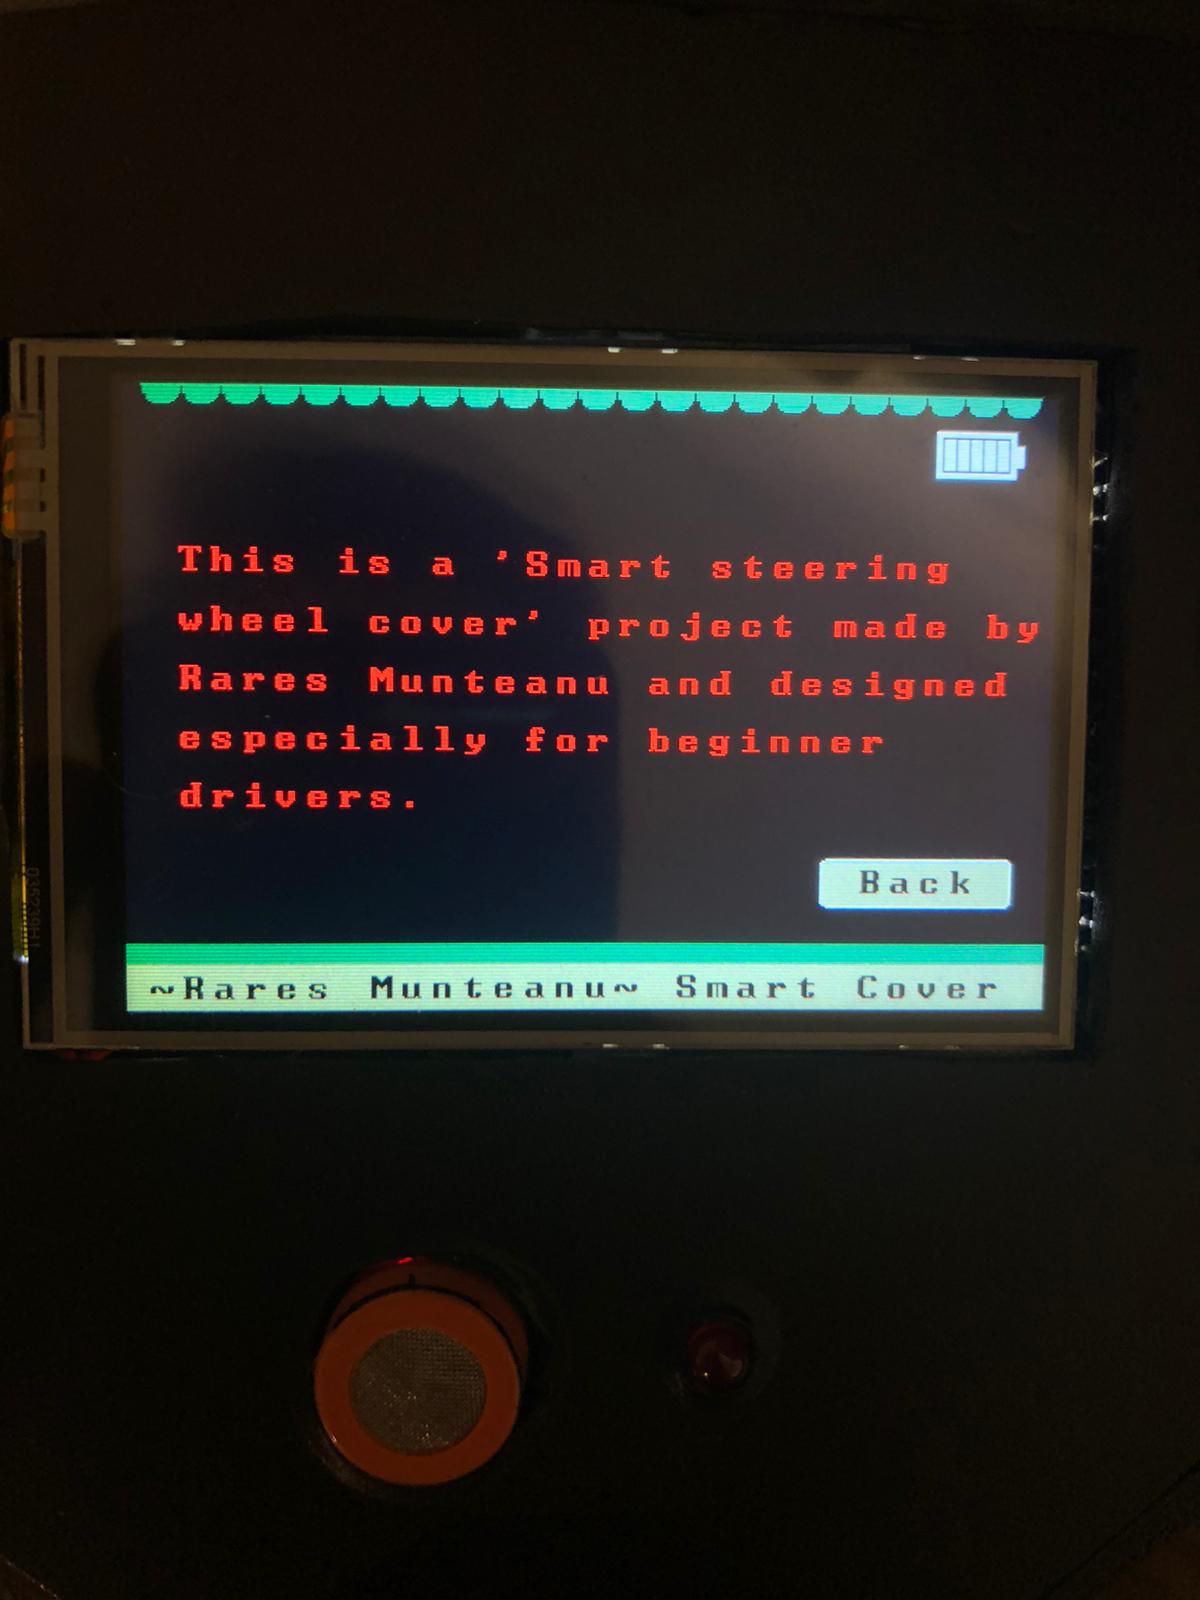 This is a 'Smart steering
wheel cover' project made by
Rares Munteanu and designed
especially for beginner
drivers.
Back
~Rares Munteanu~ Smart Cover